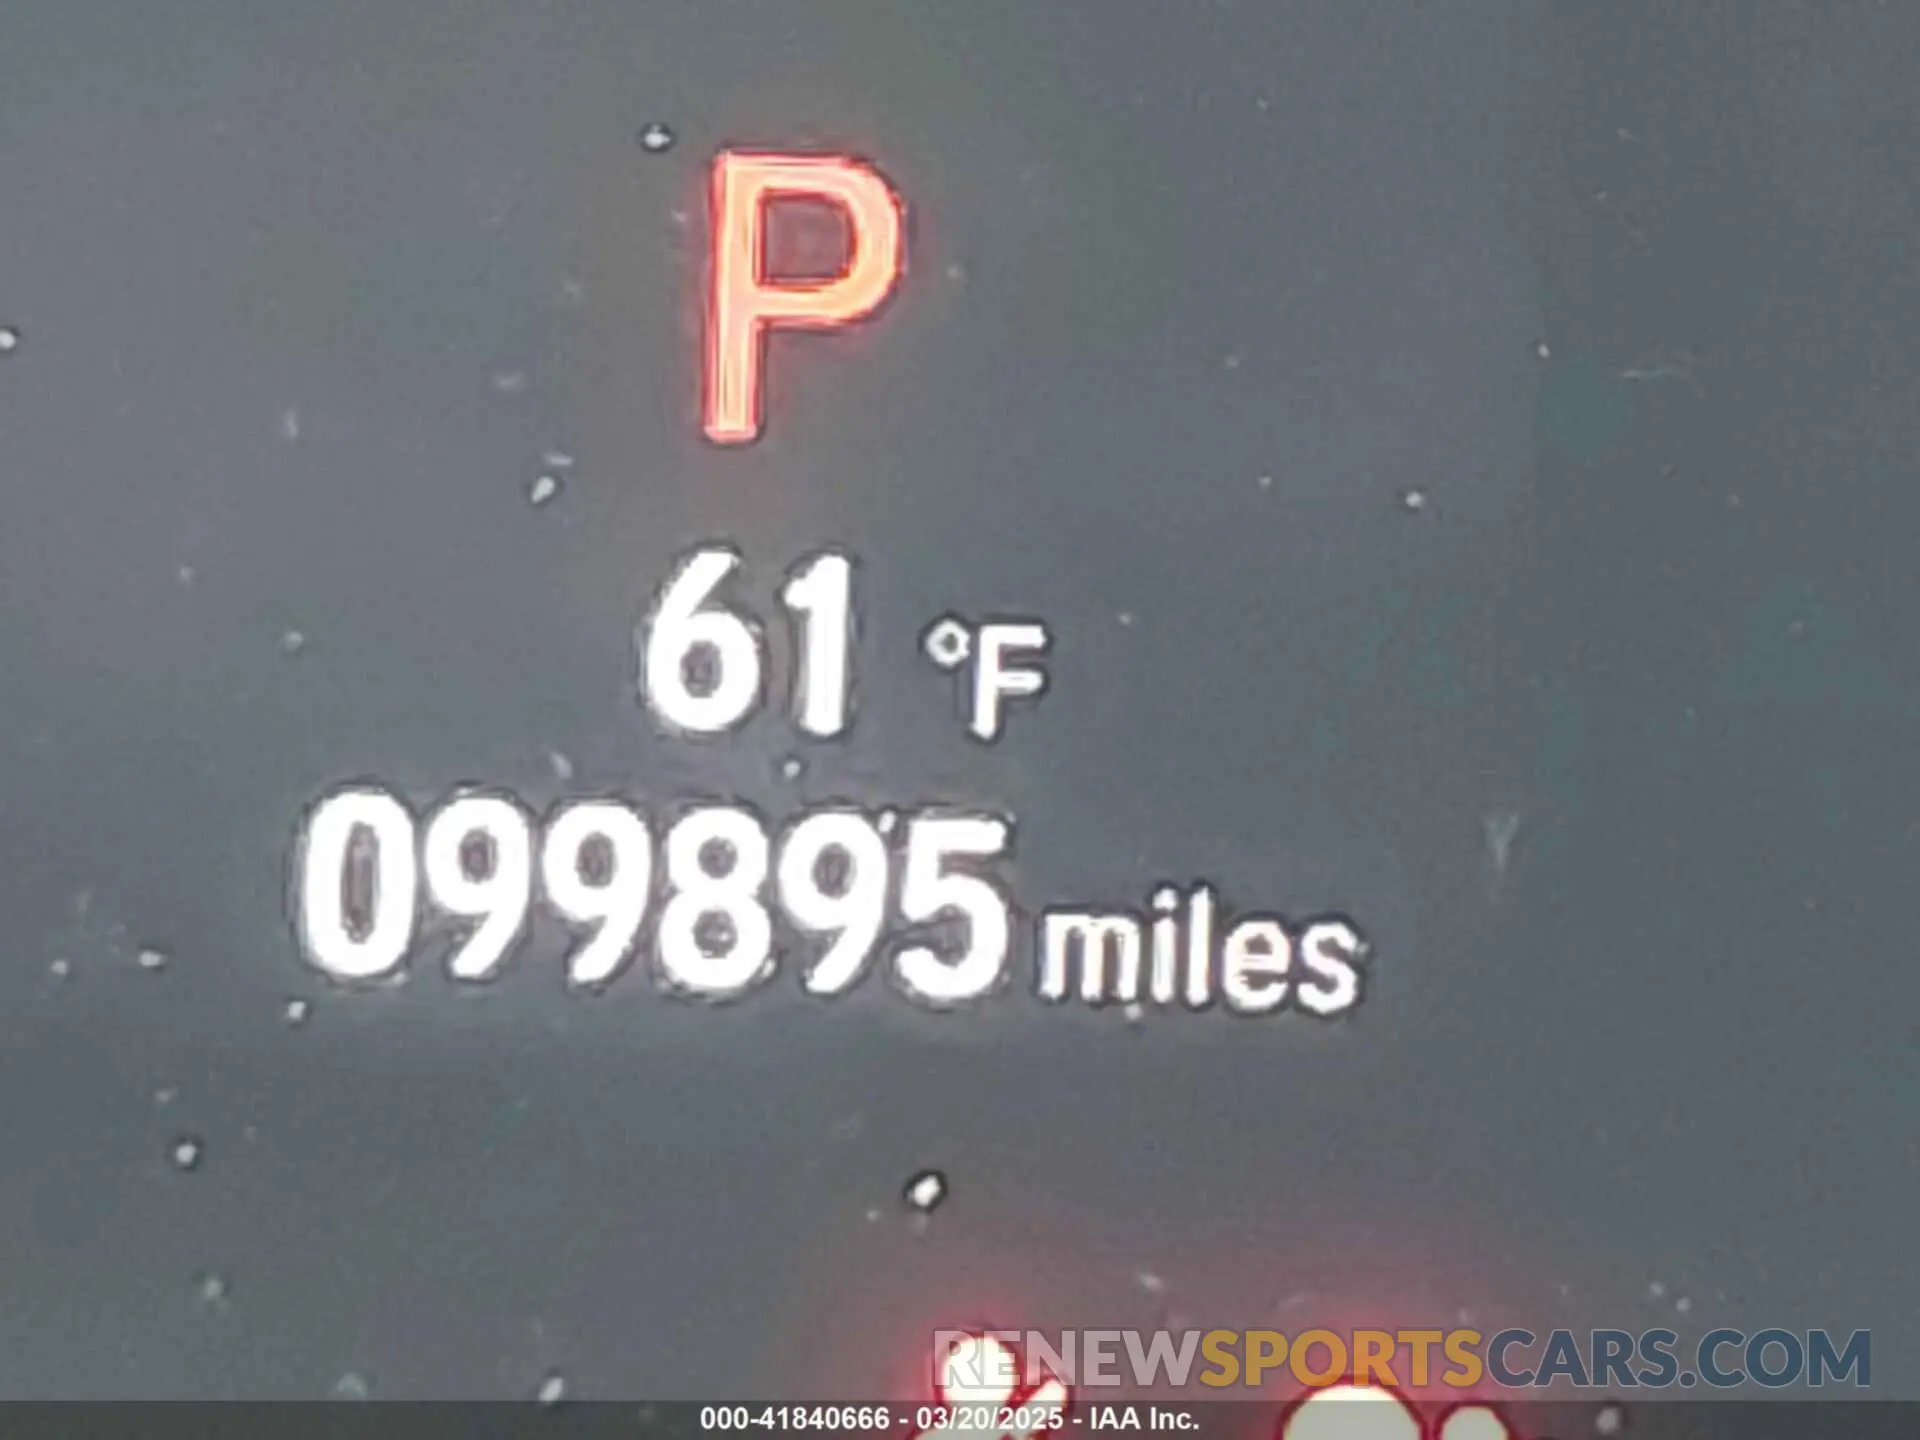 P
61 °F
099895 miles
RENEWSPORTSCARS.COM
000-41840666 - 03/20/2025 - IAA Inc.